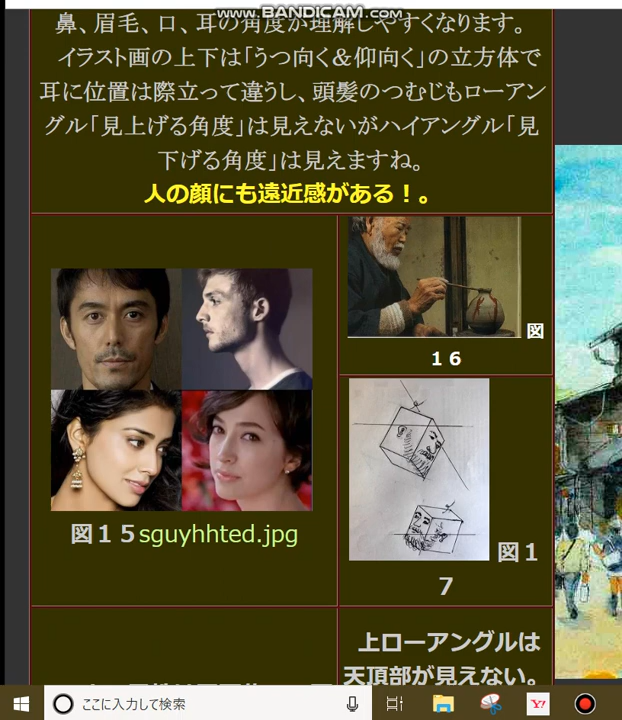 WWW.BANDICAM.COM
鼻、眉毛、口、耳の角度が理解しやすくなります。
イラスト画の上下は「うつ向く&仰向く」の立方体で
耳に位置は際立って違うし、頭髪のつむじもローアン
グル「見上げる角度」は見えないがハイアングル「見
下げる角度」は見えますね。
人の顔にも遠近感がある！。
図
１６
図１５sguyhhted.jpg
図１
７
上ローアングルは
天頂部が見えない。
ここに入力して検索
Y!